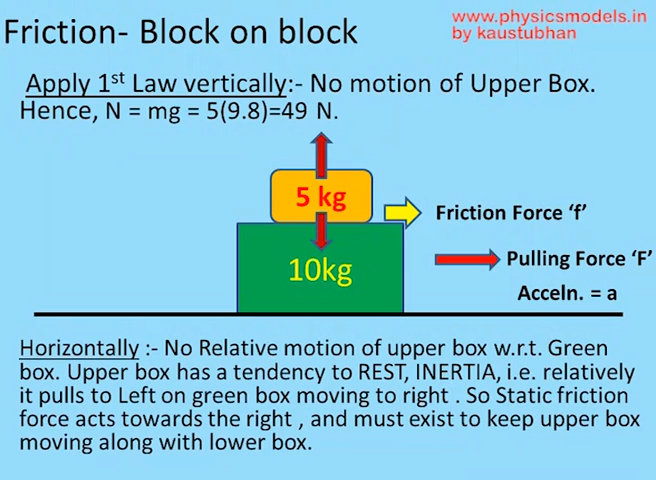 Friction- Block on block
www.physicsmodels.in
by kaustubhan
Apply 1st Law vertically:- No motion of Upper Box.
Hence, N = mg = 5(9.8)=49 N.
5 kg
Friction Force ‘f’
10kg
Pulling Force ‘F’
Acceln. = a
Horizontally :- No Relative motion of upper box w.r.t. Green
box. Upper box has a tendency to REST, INERTIA, i.e. relatively
it pulls to Left on green box moving to right . So Static friction
force acts towards the right , and must exist to keep upper box
moving along with lower box.